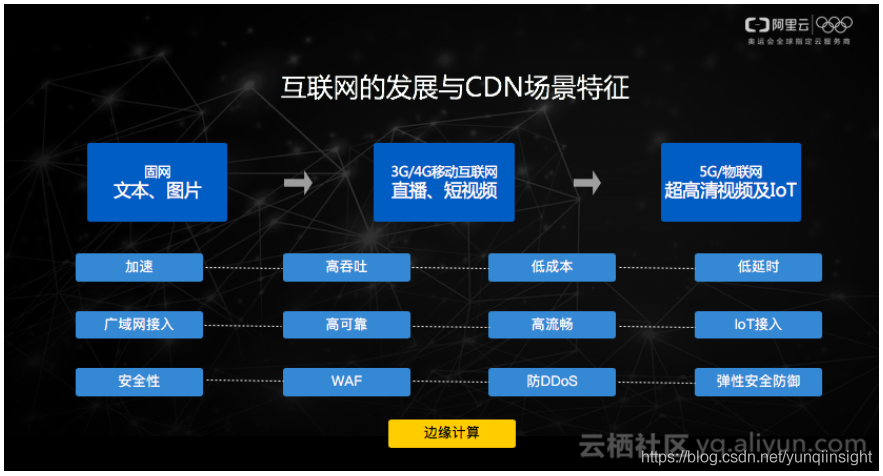 阿里云
奥运会全球指定云服务商
互联网的发展与CDN场景特征
固网
文本、图片
3G/4G移动互联网
直播、短视频
5G/物联网
超高清视频及IoT
加速
高吞吐
低成本
低延时
广域网接入
高可靠
高流畅
IoT接入
安全性
WAF
防DDoS
弹性安全防御
边缘计算
云栖社区 yq.aliyun.com
https://blog.csdn.net/yunqiinsight